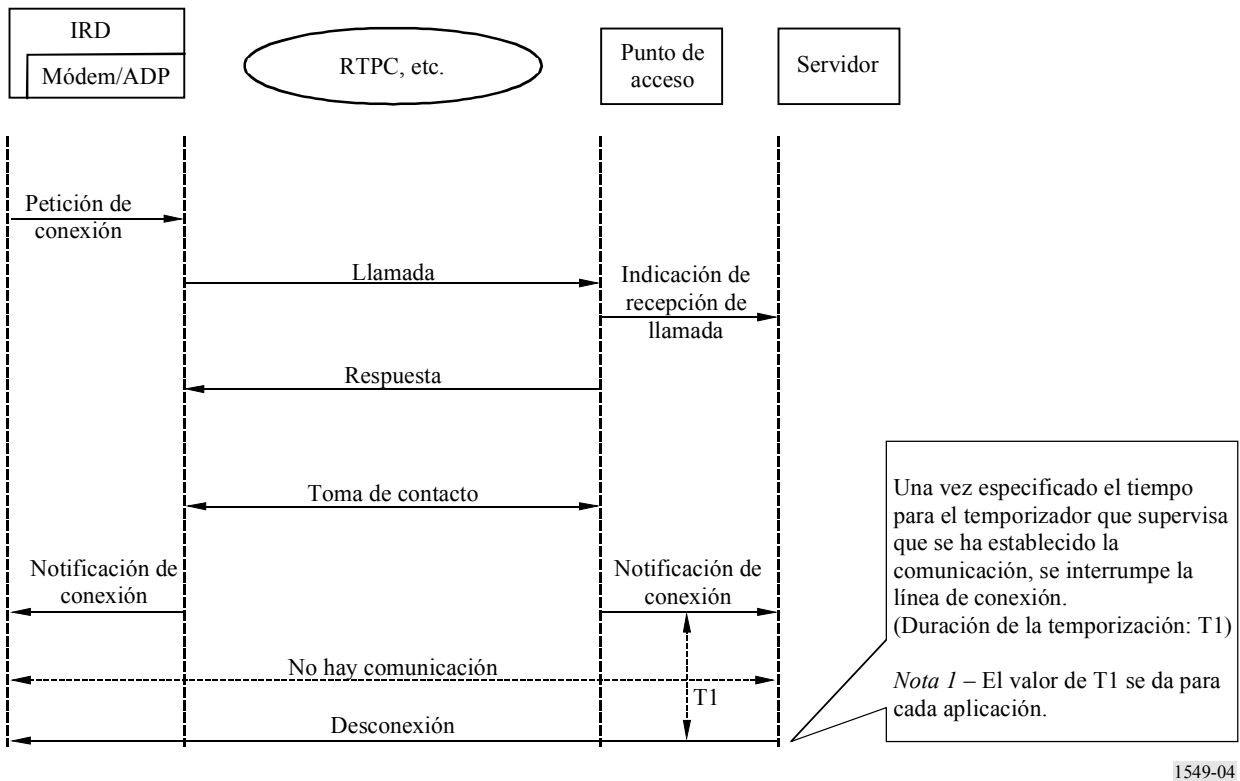 IRD
Módem/ADP
RTPC, etc.
Punto de
acceso
Servidor
Petición de
conexión
Llamada
Indicación de
recepción de
llamada
Respuesta
Toma de contacto
Notificación de
conexión
Notificación de
conexión
No hay comunicación
T1
Desconexión
Una vez especificado el tiempo
para el temporizador que supervisa
que se ha establecido la
comunicación, se interrumpe la
línea de conexión.
(Duración de la temporización: T1)
Nota 1 – El valor de T1 se da para
cada aplicación.
1549-04